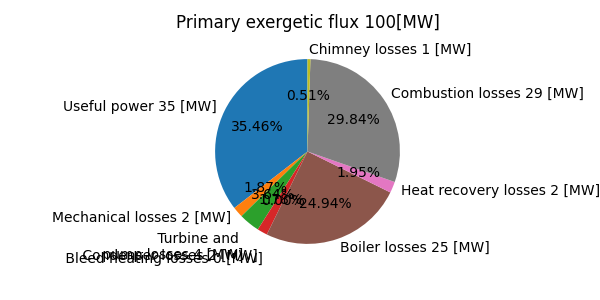 Primary exergetic flux 100[MW]
Chimney losses 1 [MW]
Combustion losses 29 [MW]
Useful power 35 [MW]
0.51%
29.84%
35.46%
1.95%
1.87%
24.94%
Heat recovery losses 2 [MW]
Mechanical losses 2 [MW]
Boiler losses 25 [MW]
Turbine and
Bleed heating losses 0 [MW]